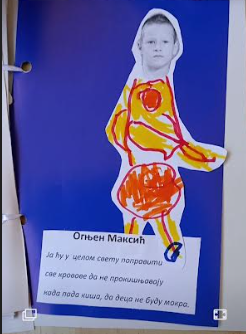 Огњен Максић
Ја ћу у целом свету поправити
све кровове да не прокишњавају
када пада киша, да деца не буду мокра.